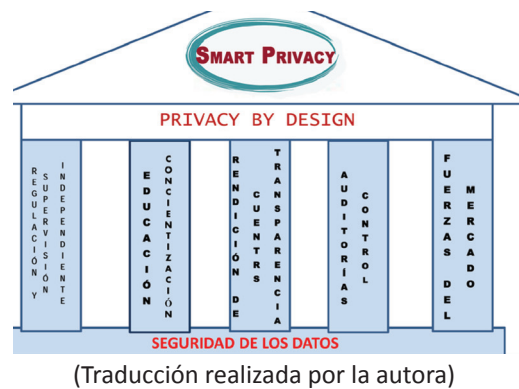 SMART PRIVACY
PRIVACY BY DESIGN
REGULACIÓN Y
SUPERVISIÓN
INDEPENDIENTE
EDUCACIÓN
CONCIENTIZACIÓN
RENDICIÓN DE
CUENTRS
TRANSPARENCIA
AUDITORÍAS
CONTROL
FUERZAS DEL
MERCADO
SEGURIDAD DE LOS DATOS
(Traducción realizada por la autora)